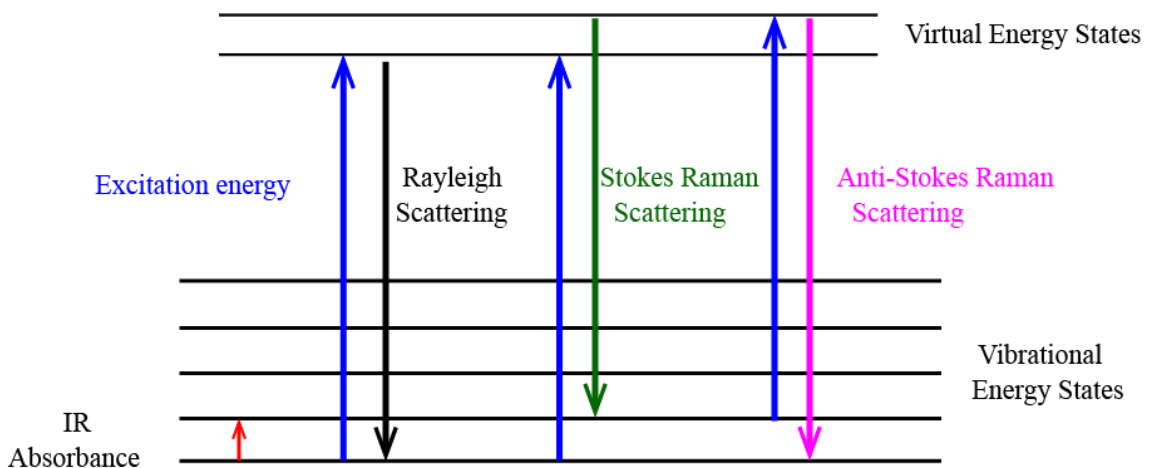 Virtual Energy States
Excitation energy
Rayleigh
Scattering
Stokes Raman
Scattering
Anti-Stokes Raman
Scattering
Vibrational
Energy States
IR
Absorbance